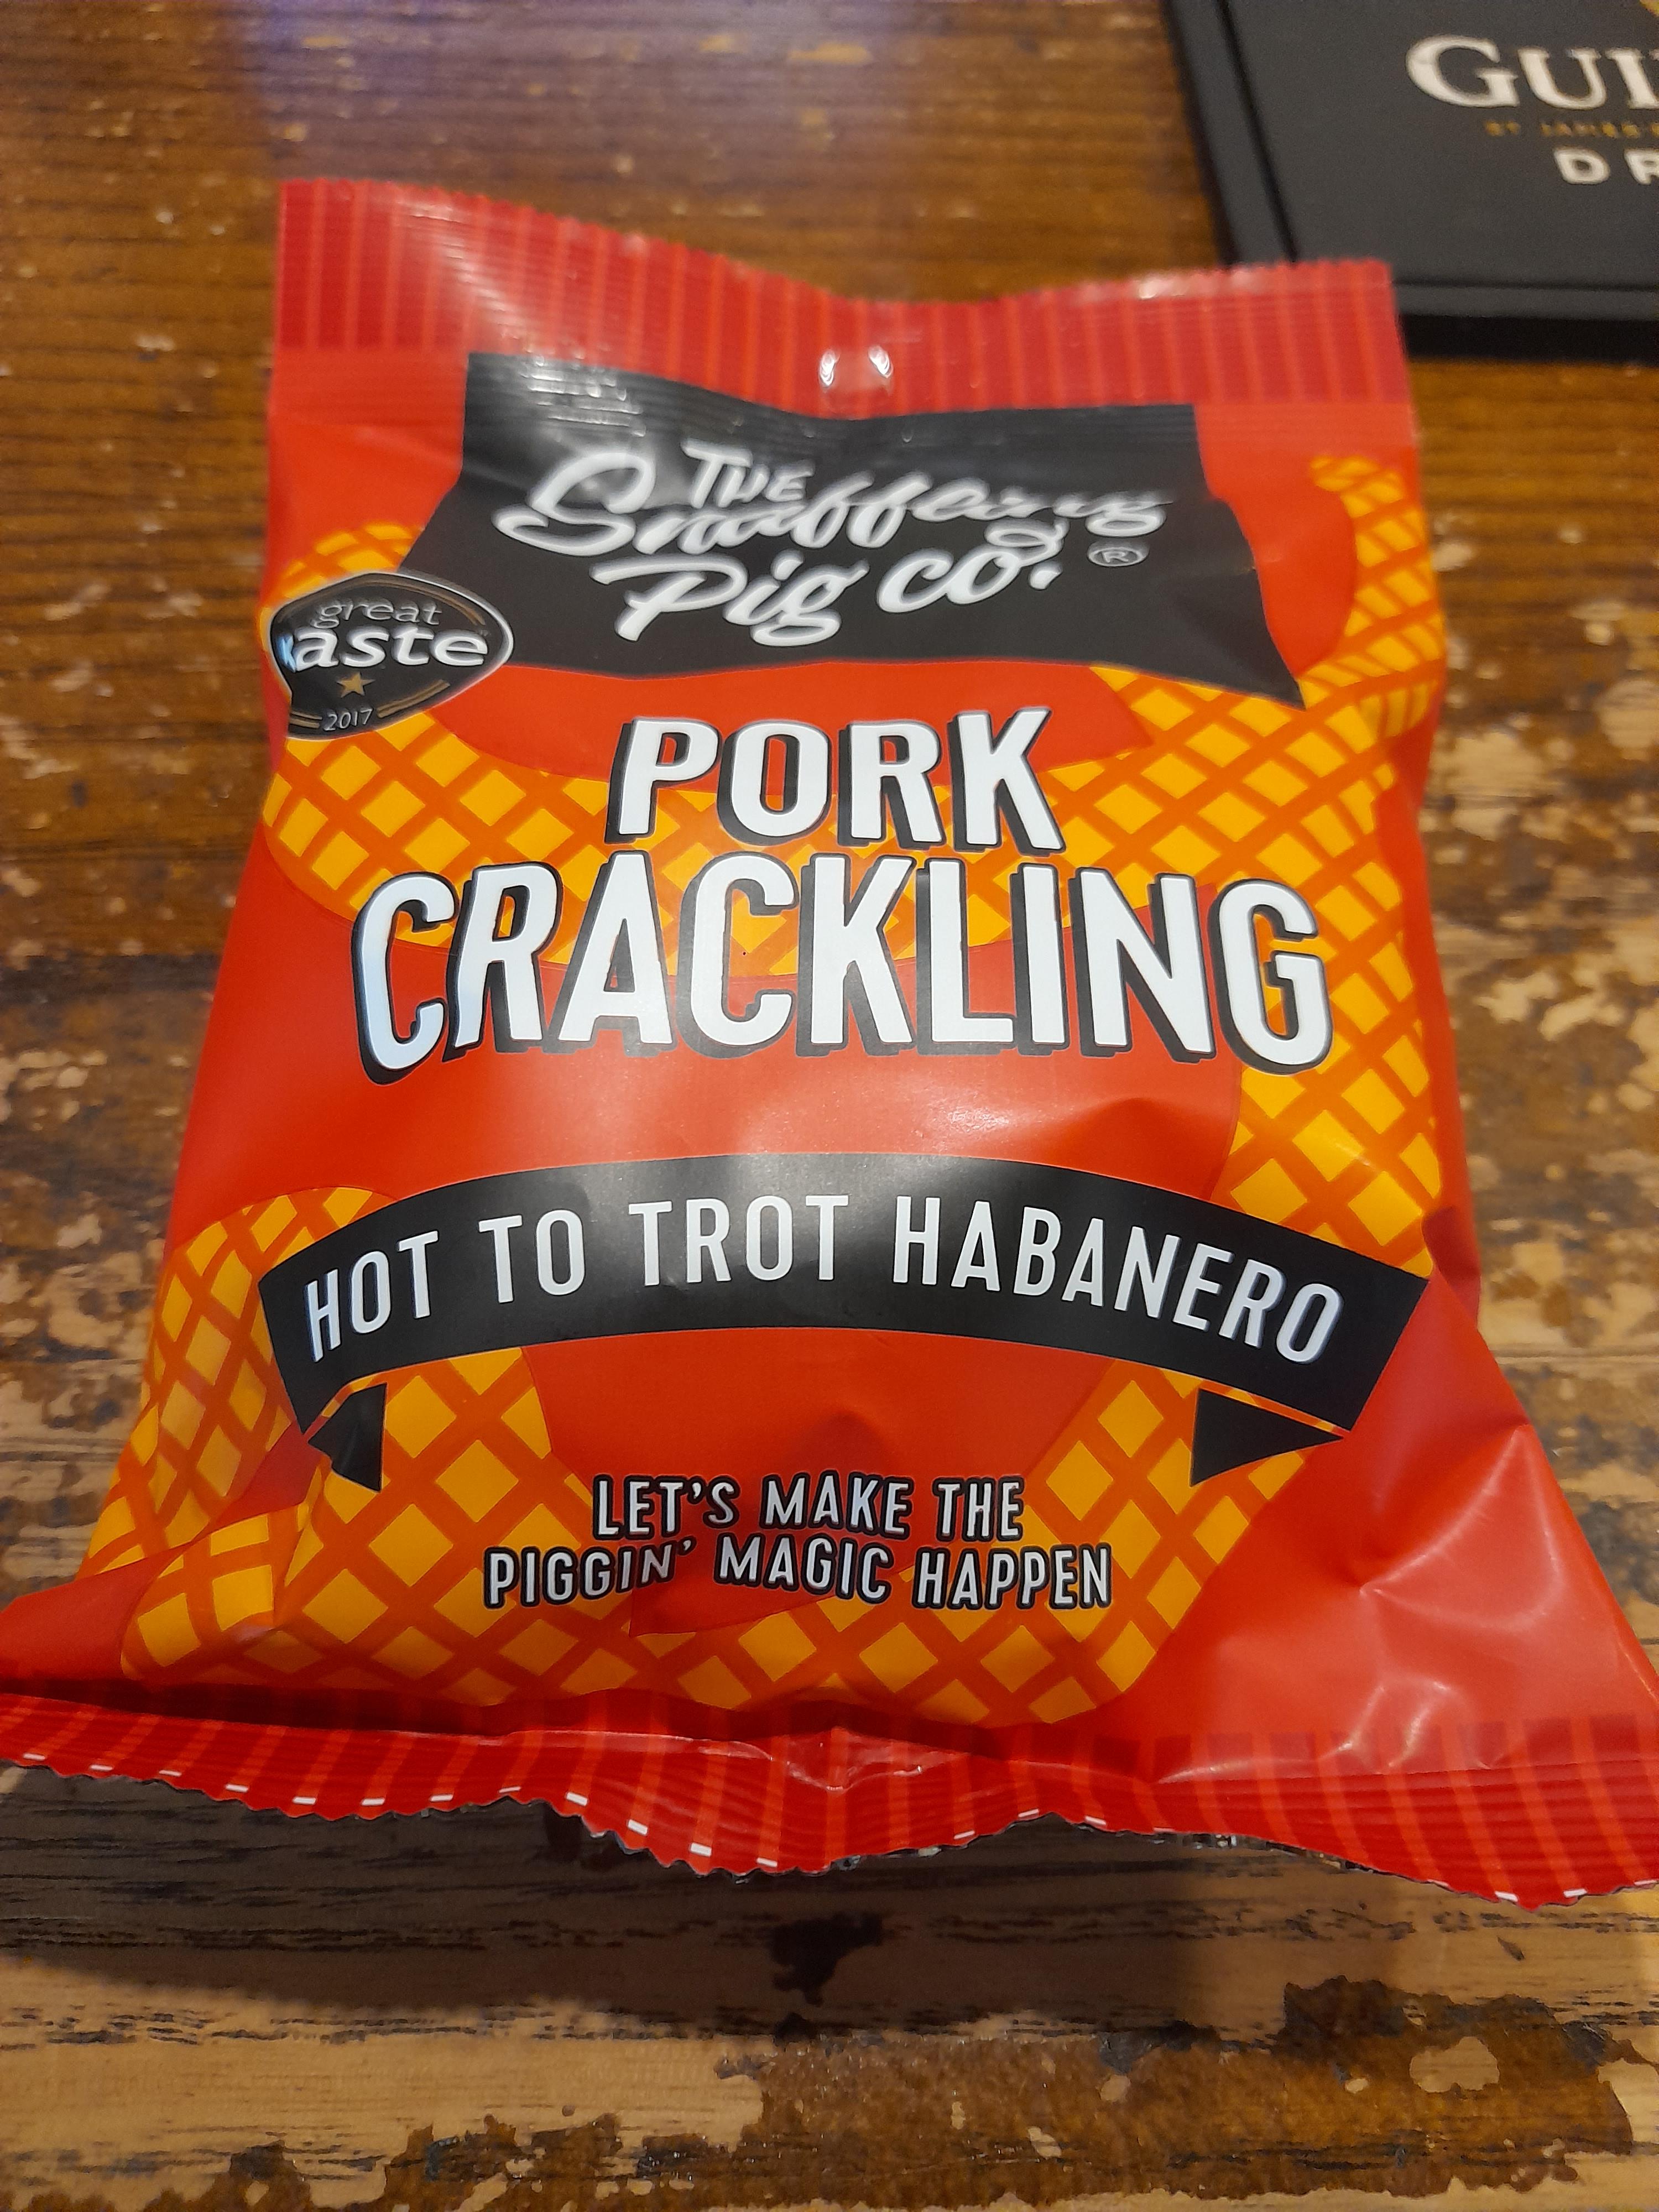 GUI
DR
THE
Snaffling
Pig Co.®
great
taste
2017
PORK
CRACKLING
HOT TO TROT HABANERO
LET'S MAKE THE
PIGGIN' MAGIC HAPPEN